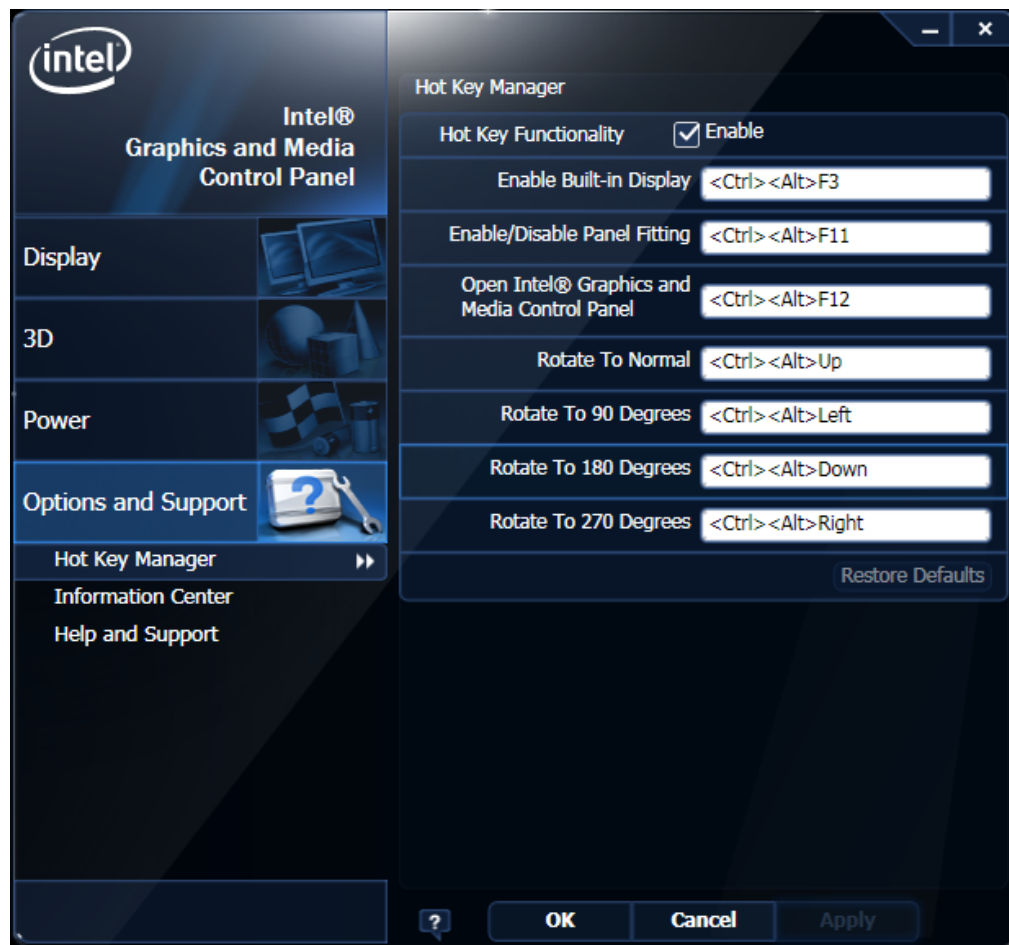 intel
Intel®
Graphics and Media
Control Panel
Display
3D
Power
Options and Support
Hot Key Manager
Information Center
Help and Support
Hot Key Manager
Hot Key Functionality Enable
Enable Built-in Display <Ctrl><Alt>F3
Enable/Disable Panel Fitting <Ctrl><Alt>F11
Open Intel® Graphics and
Media Control Panel <Ctrl><Alt>F12
Rotate To Normal <Ctrl><Alt>Up
Rotate To 90 Degrees <Ctrl><Alt>Left
Rotate To 180 Degrees <Ctrl><Alt>Down
Rotate To 270 Degrees <Ctrl><Alt>Right
Restore Defaults
? OK Cancel Apply